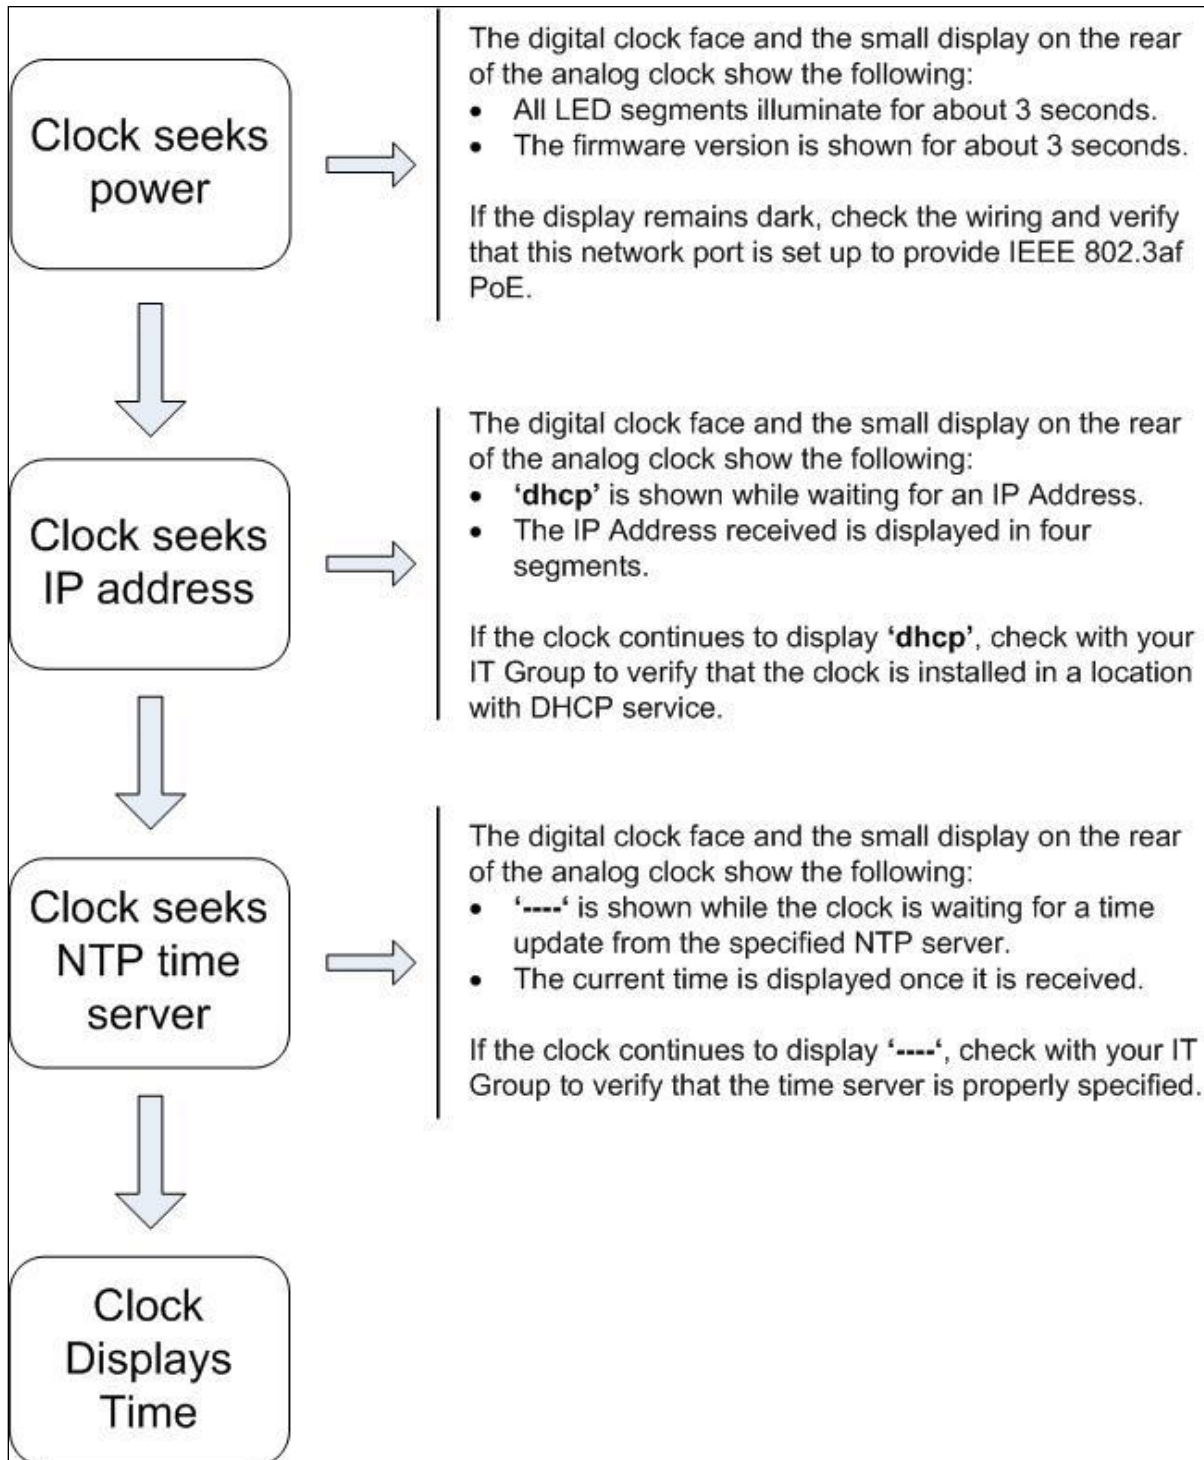 Clock seeks
power
The digital clock face and the small display on the rear
of the analog clock show the following:
• All LED segments illuminate for about 3 seconds.
• The firmware version is shown for about 3 seconds.
If the display remains dark, check the wiring and verify
that this network port is set up to provide IEEE 802.3af
PoE.
Clock seeks
IP address
The digital clock face and the small display on the rear
of the analog clock show the following:
• ‘dhcp’ is shown while waiting for an IP Address.
• The IP Address received is displayed in four
segments.
If the clock continues to display ‘dhcp’, check with your
IT Group to verify that the clock is installed in a location
with DHCP service.
Clock seeks
NTP time
server
The digital clock face and the small display on the rear
of the analog clock show the following:
• ‘----‘ is shown while the clock is waiting for a time
update from the specified NTP server.
• The current time is displayed once it is received.
If the clock continues to display ‘----‘, check with your IT
Group to verify that the time server is properly specified.
Clock
Displays
Time